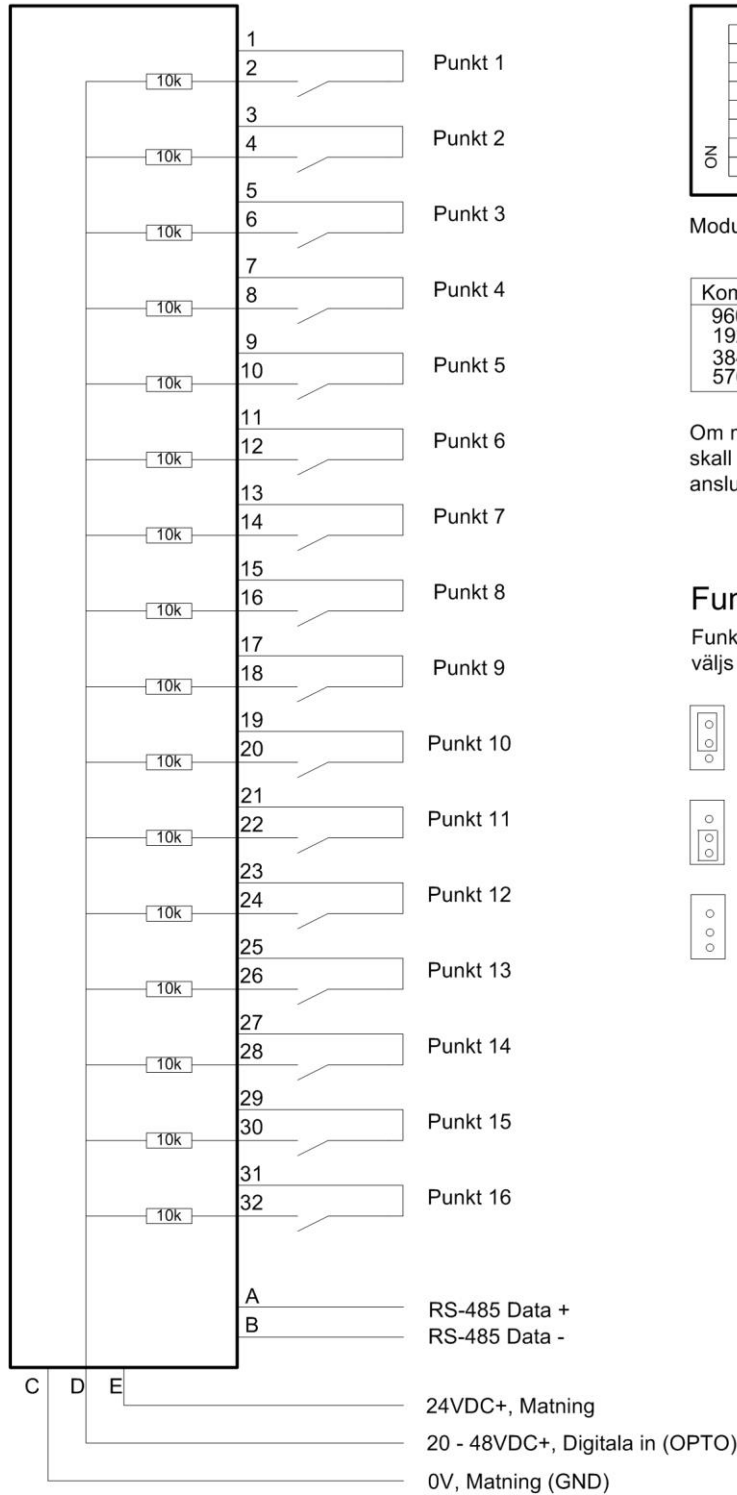 1
2
10k
Punkt 1
3
4
10k
Punkt 2
5
6
10k
Punkt 3
7
8
10k
Punkt 4
9
10
10k
Punkt 5
11
12
10k
Punkt 6
13
14
10k
Punkt 7
15
16
10k
Punkt 8
17
18
10k
Punkt 9
19
20
10k
Punkt 10
21
22
10k
Punkt 11
23
24
10k
Punkt 12
25
26
10k
Punkt 13
27
28
10k
Punkt 14
29
30
10k
Punkt 15
31
32
10k
Punkt 16
A
RS-485 Data +
B
RS-485 Data -
C D E
24VDC+, Matning
20 - 48VDC+, Digitala in (OPTO)
0V, Matning (GND)
ON
skall
väljs